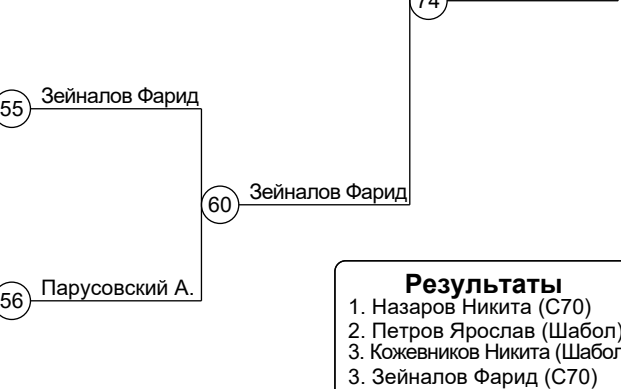 74
Зейналов Фарид
55
Зейналов Фарид
60
Парусовский А.
56
Результаты
1. Назаров Никита (С70)
2. Петров Ярослав (Шабол)
3. Кожевников Никита (Шабол
3. Зейналов Фарид (С70)